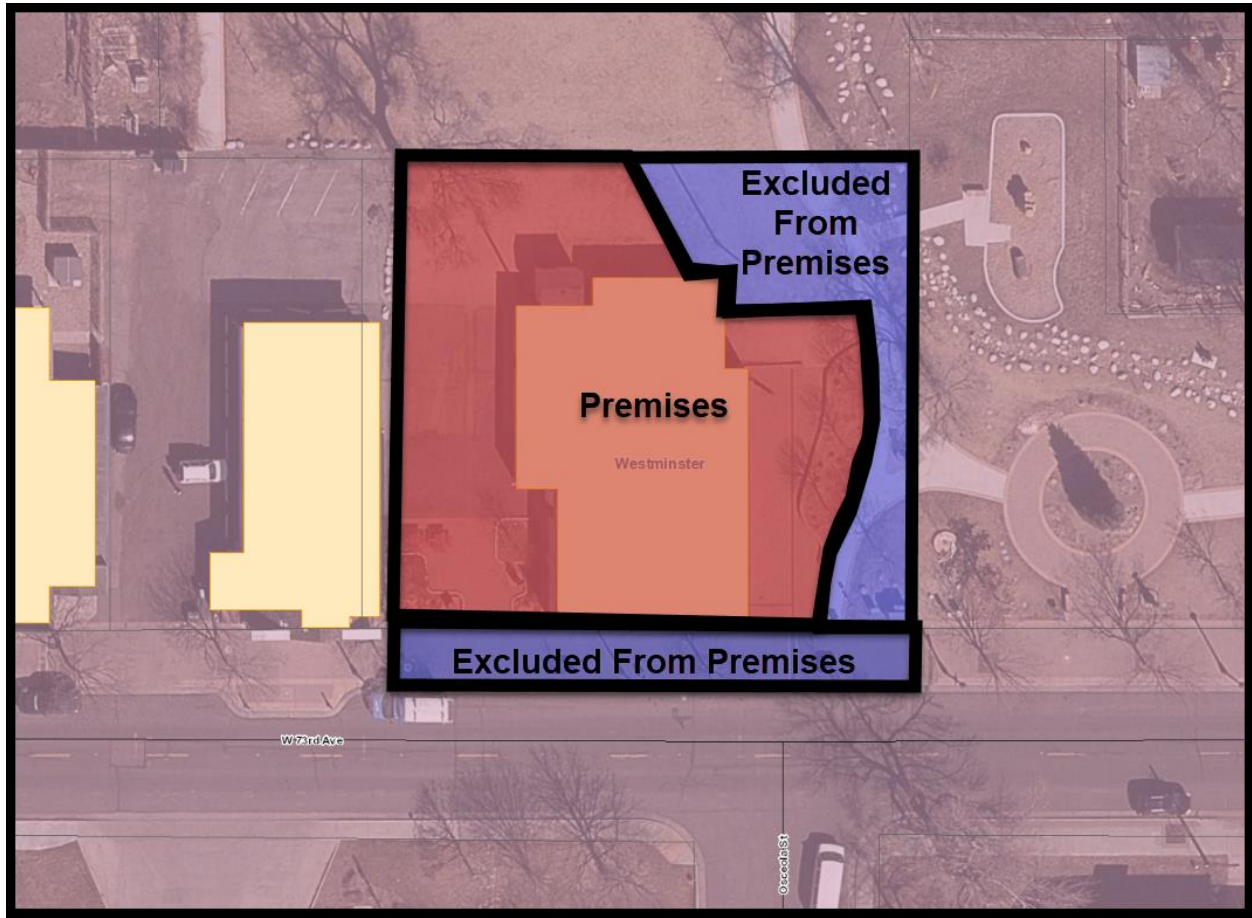 Excluded
From
Premises
Premises
Westminster
Excluded From Premises
W 73rd Ave
Osceola St